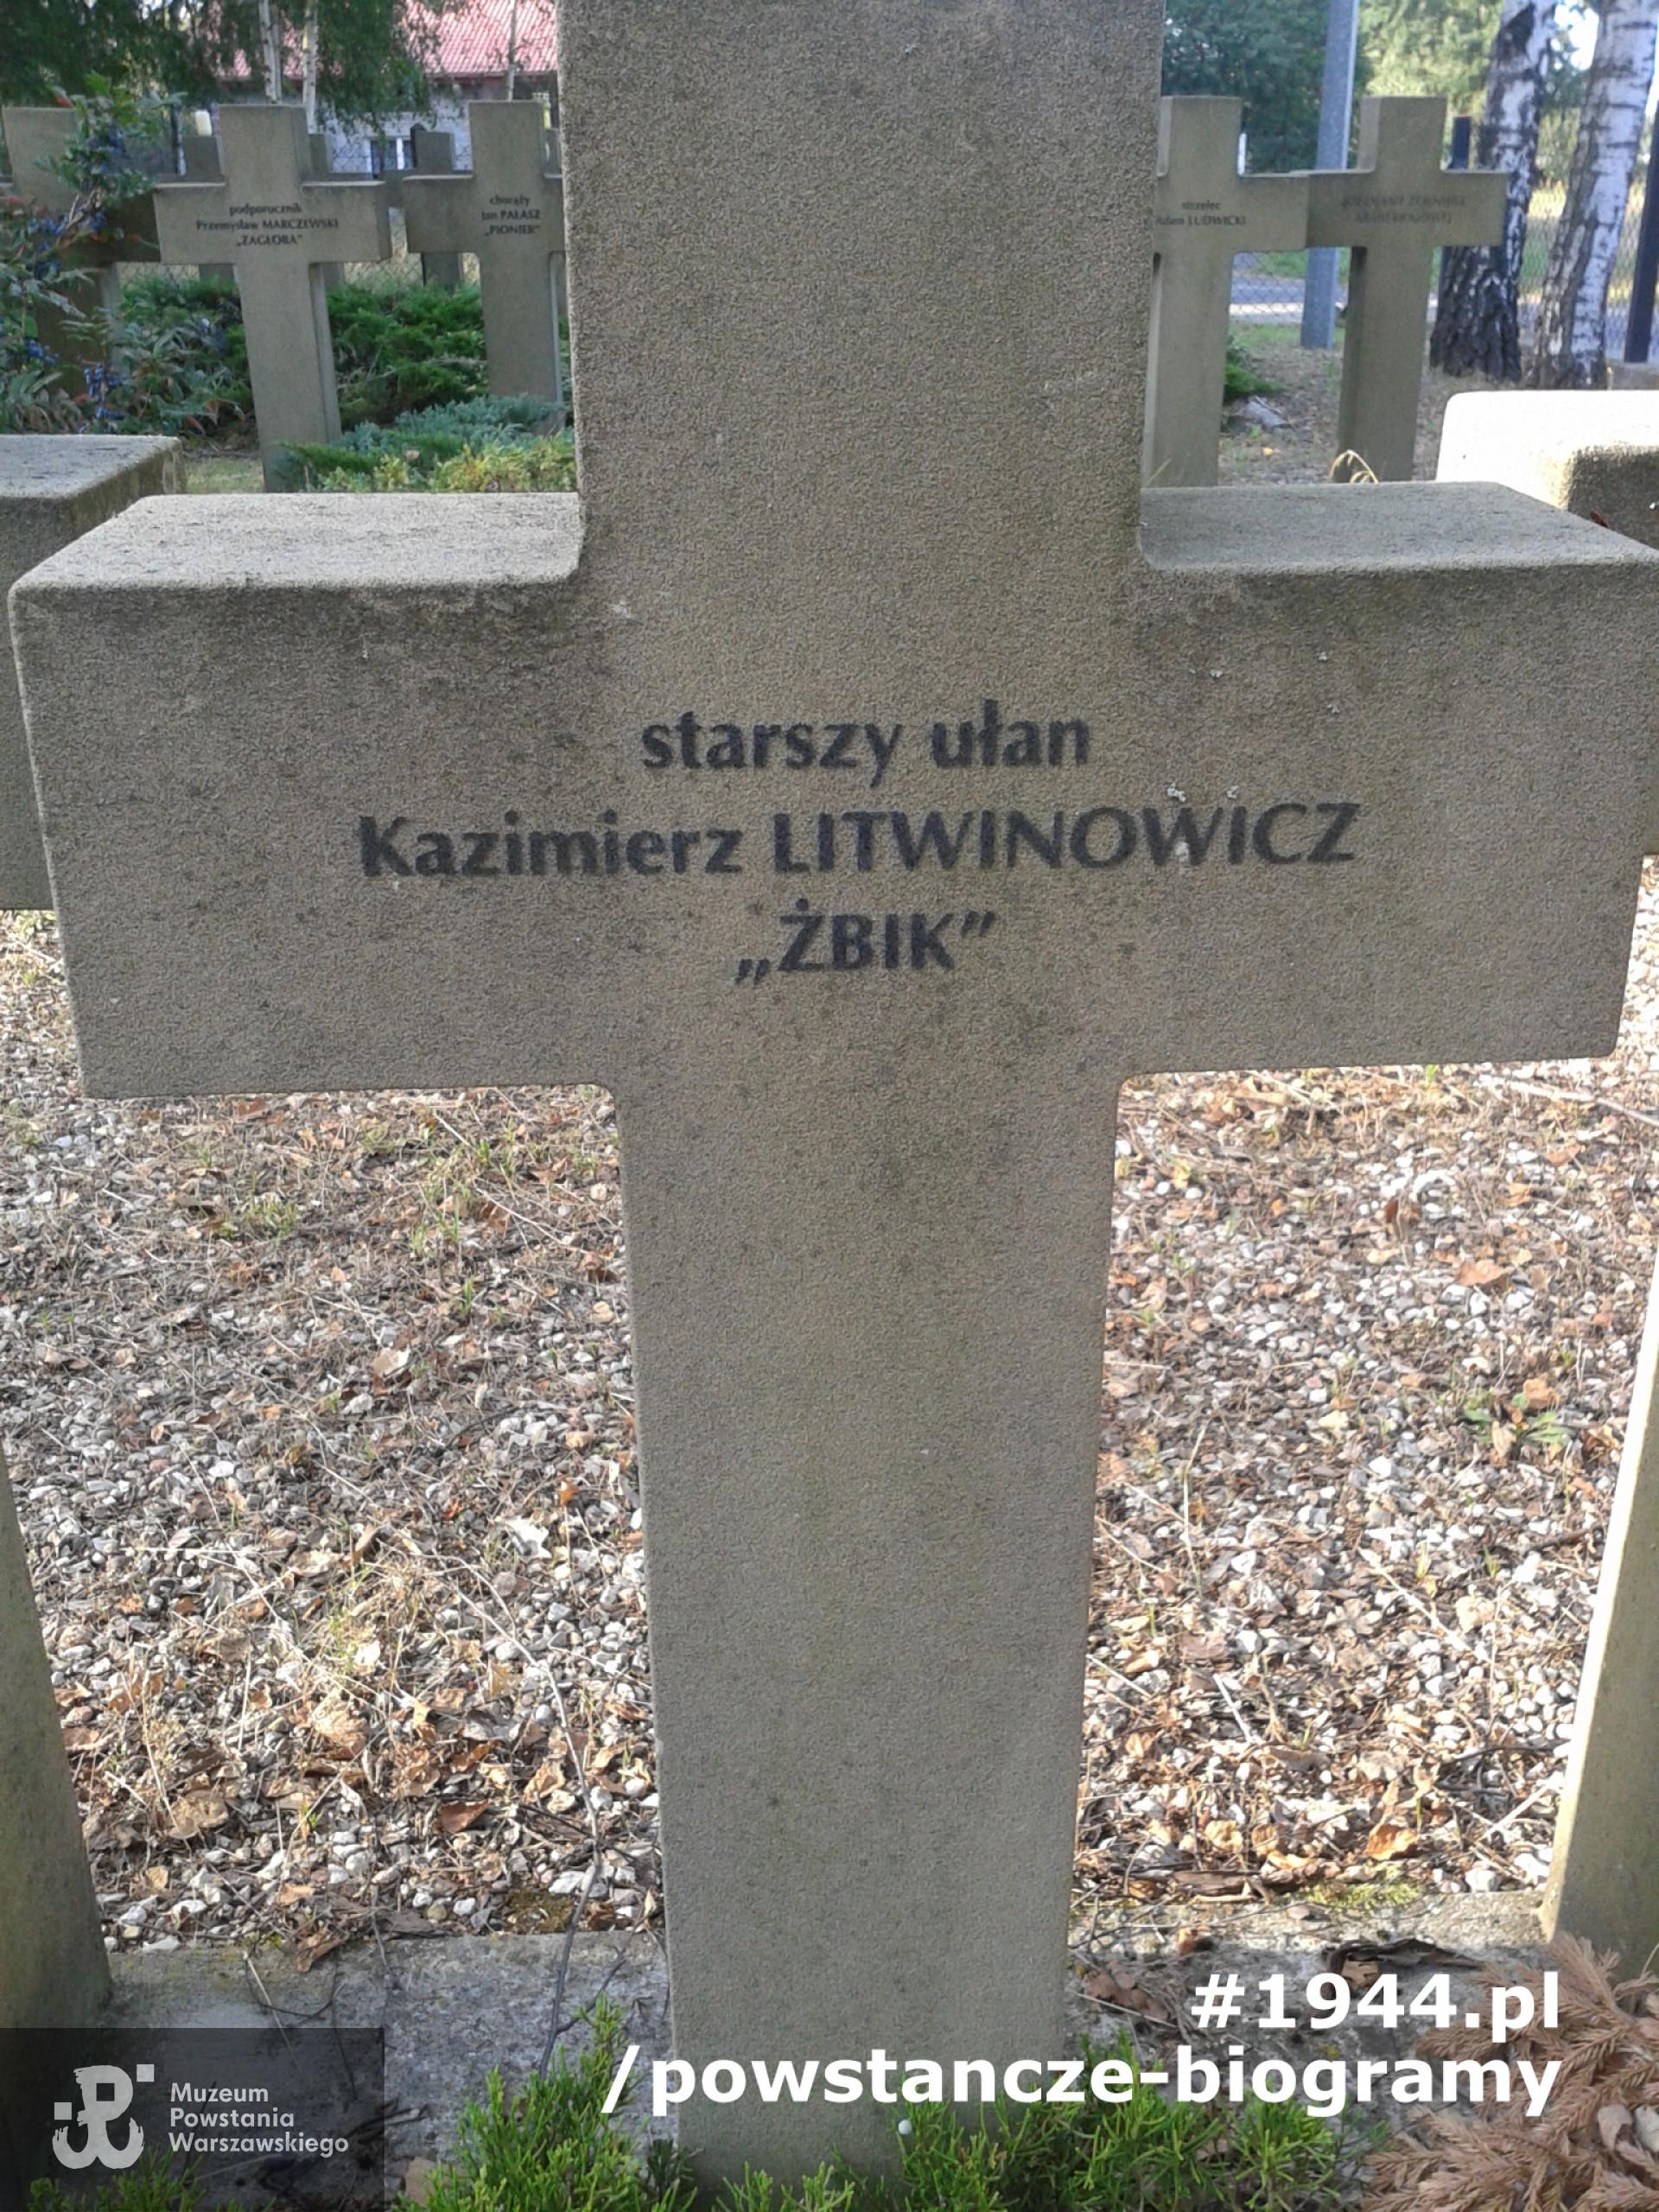 podporucznik
Przemysław MARCZEWSKI
„ZAGŁOBA”
chorąży
Jan PAŁASZ
„PIONIER”
strzelec
Adam LUDWICKI
starszy ułan
Kazimierz LITWINOWICZ
„ŻBIK”
#1944.pl
/powstancze-biogramy
Muzeum
Powstania
Warszawskiego